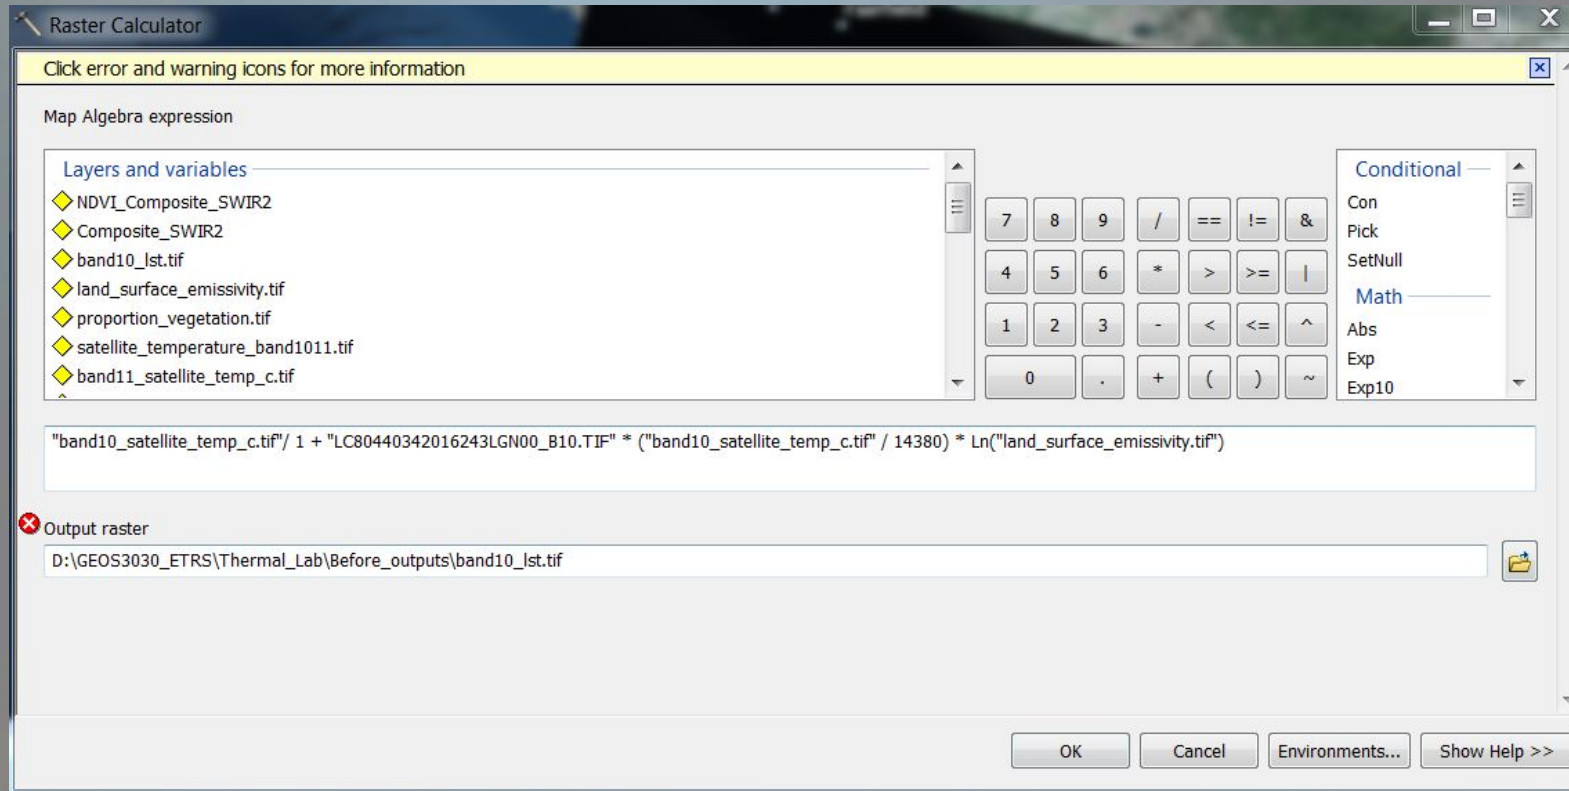 Raster Calculator
Click error and warning icons for more information
Map Algebra expression
Layers and variables
NDVI_Composite_SWIR2
Composite_SWIR2
band10_lst.tif
land_surface_emissivity.tif
proportion_vegetation.tif
satellite_temperature_band1011.tif
band11_satellite_temp_c.tif
7 8 9 / == != &
4 5 6 * > >= |
1 2 3 - < <= ^
0 . + ( ) ~
Conditional
Con
Pick
SetNull
Math
Abs
Exp
Exp10
"band10_satellite_temp_c.tif"/ 1 + "LC80440342016243LGN00_B10.TIF" * ("band10_satellite_temp_c.tif" / 14380) * Ln("land_surface_emissivity.tif")
Output raster
D:\GEOS3030_ETRS\Thermal_Lab\Before_outputs\band10_lst.tif
OK Cancel Environments... Show Help >>